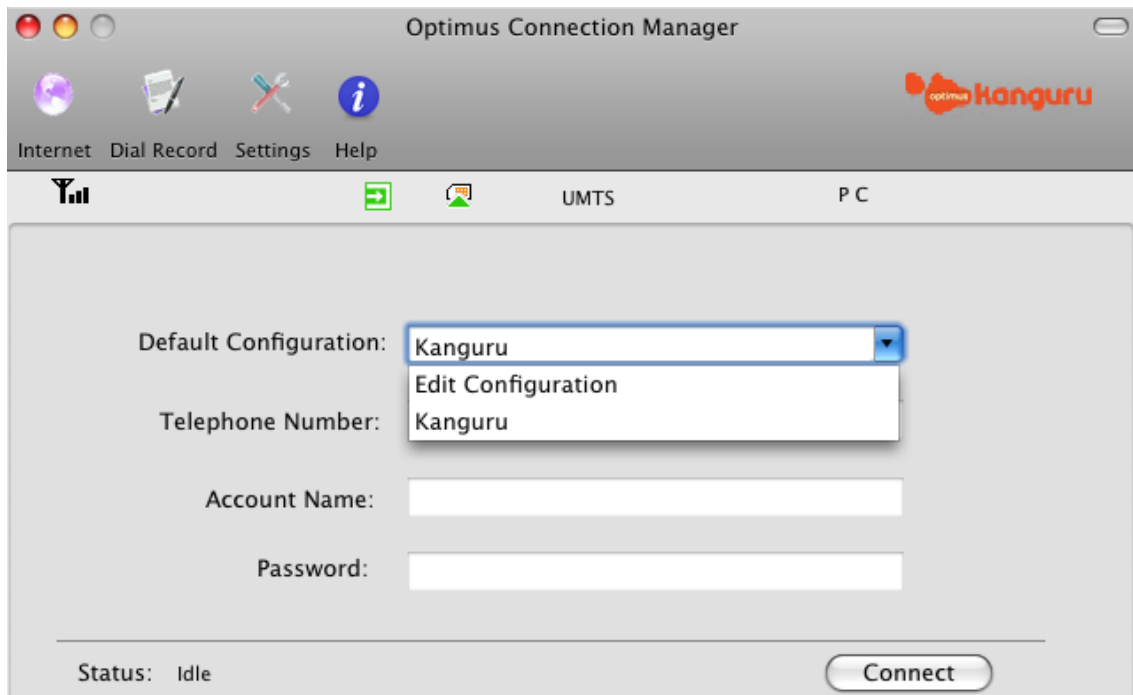 Optimus Connection Manager
optimus kanguru
Internet Dial Record Settings Help
UMTS P C
Default Configuration: Kanguru
Edit Configuration
Telephone Number: Kanguru
Account Name:
Password:
Status: Idle Connect